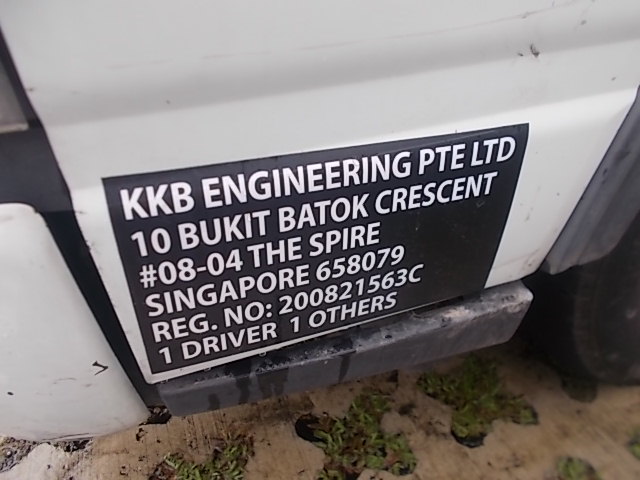 KKB ENGINEERING PTE LTD
10 BUKIT BATOK CRESCENT
#08-04 THE SPIRE
SINGAPORE 658079
REG. NO: 200821563C
1 DRIVER 1 OTHERS